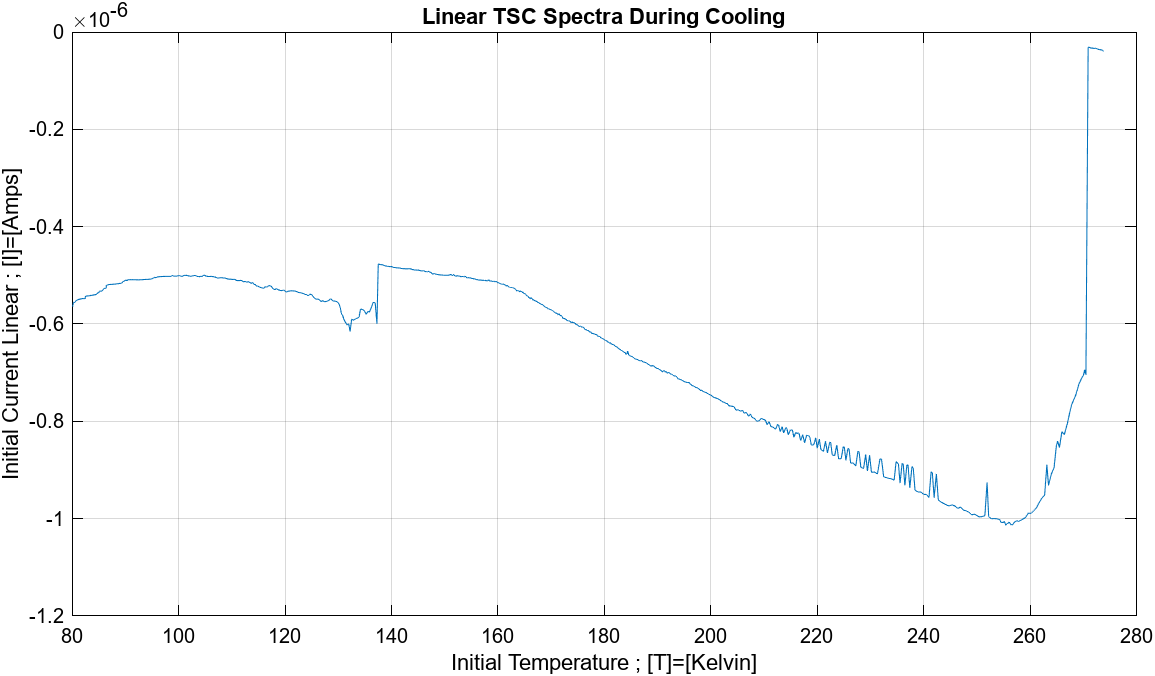 Linear TSC Spectra During Cooling
×10-6
0
-0.2
-0.4
-0.6
-0.8
-1
-1.2
Initial Current Linear ; [I]=[Amps]
80 100 120 140 160 180 200 220 240 260 280
Initial Temperature ; [T]=[Kelvin]